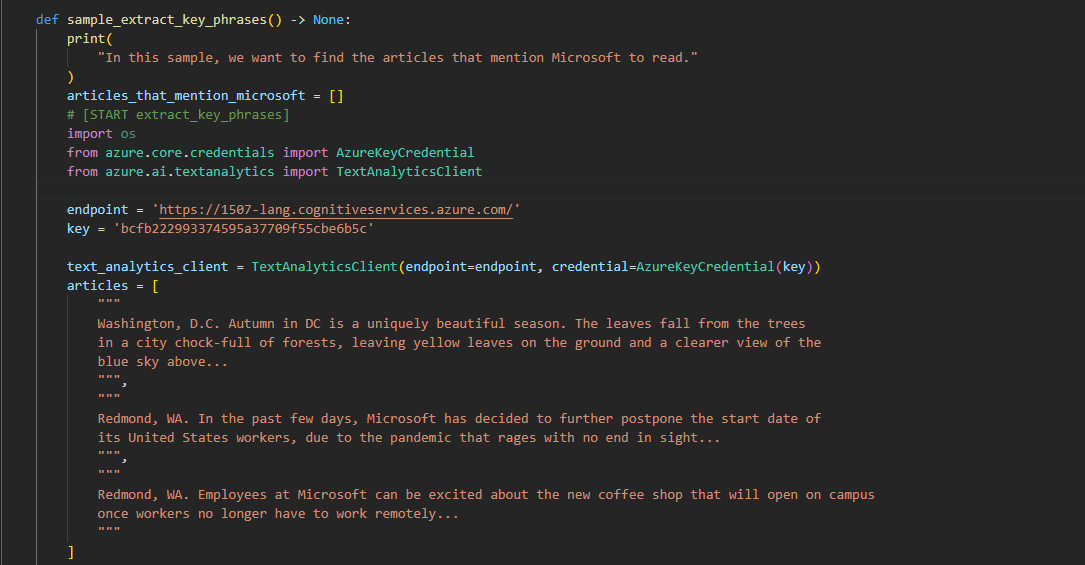 def sample_extract_key_phrases() -> None:
print(
"In this sample, we want to find the articles that mention Microsoft to read."
)
articles_that_mention_microsoft = []
# [START extract_key_phrases]
import os
from azure.core.credentials import AzureKeyCredential
from azure.ai.textanalytics import TextAnalyticsClient
endpoint = 'https://1507-lang.cognitiveservices.azure.com/'
key = 'bcfb222993374595a37709f55cbe6b5c'
text_analytics_client = TextAnalyticsClient(endpoint=endpoint, credential=AzureKeyCredential(key))
articles = [
"""
Washington, D.C. Autumn in DC is a uniquely beautiful season. The leaves fall from the trees
in a city chock-full of forests, leaving yellow leaves on the ground and a clearer view of the
blue sky above...
""",
"""
Redmond, WA. In the past few days, Microsoft has decided to further postpone the start date of
its United States workers, due to the pandemic that rages with no end in sight...
""",
"""
Redmond, WA. Employees at Microsoft can be excited about the new coffee shop that will open on campus
once workers no longer have to work remotely...
"""
]